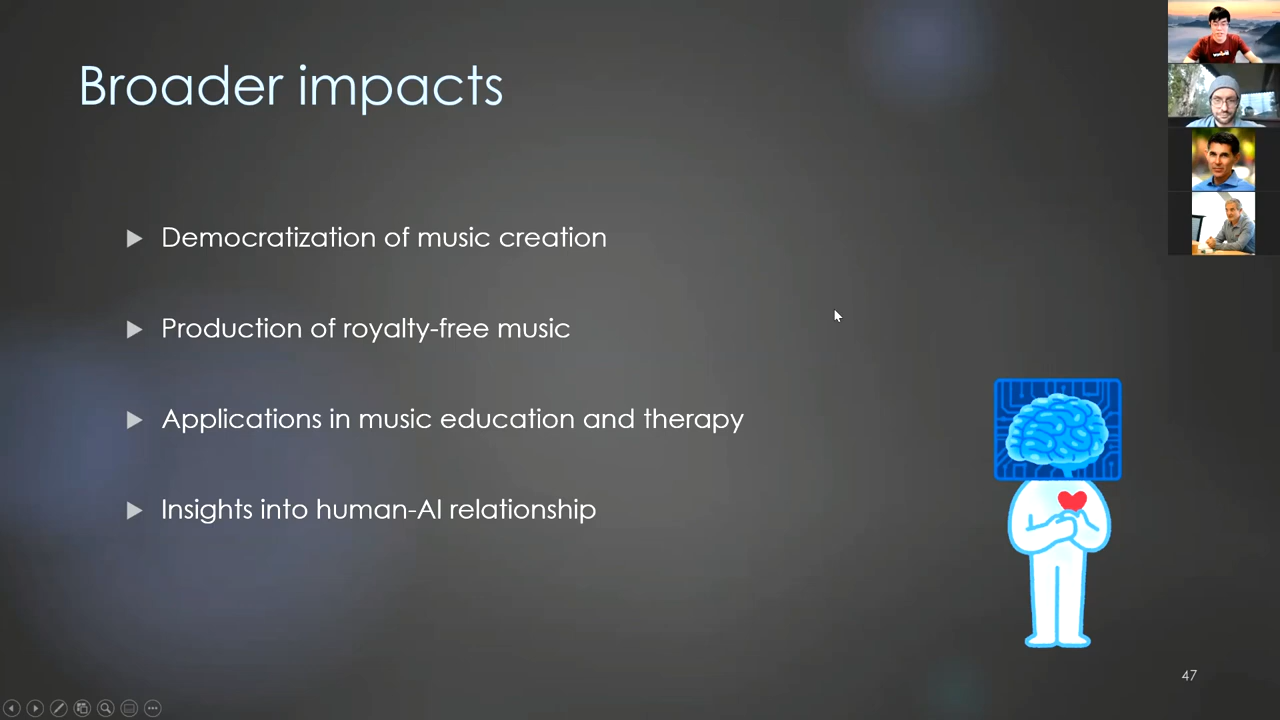 Broader impacts
Democratization of music creation
Production of royalty-free music
Applications in music education and therapy
Insights into human-AI relationship
47